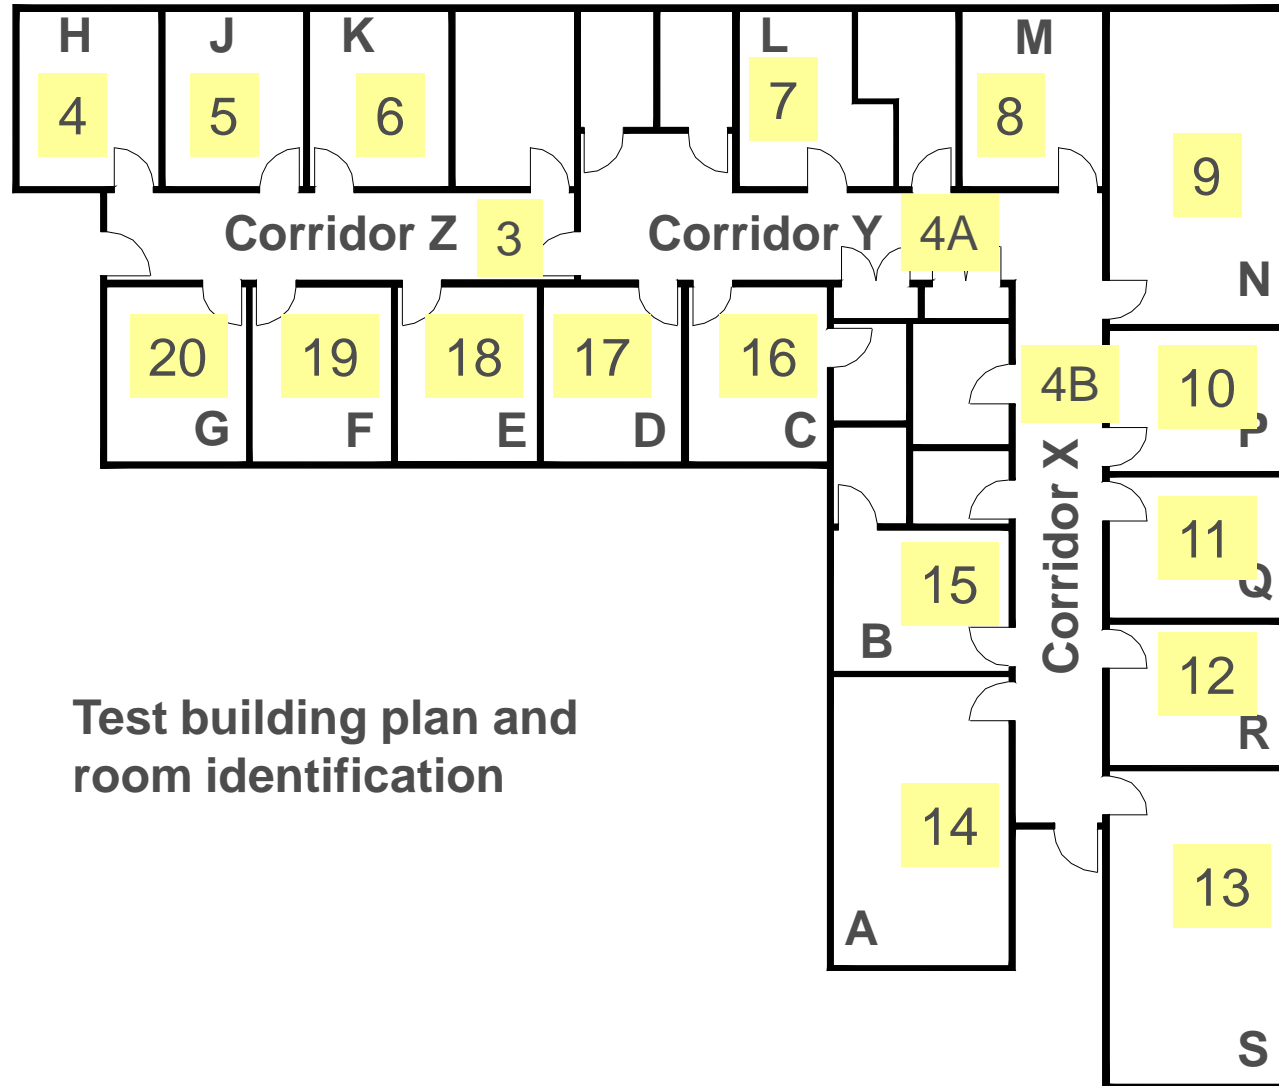 H J K L M
4 5 6 7 8
9
Corridor Z 3 Corridor Y 4A
N
20 19 18 17 16 4B 10
G F E D C P
Corridor X
11
15 Q
B
12
R
Test building plan and
room identification
14
13
A
S